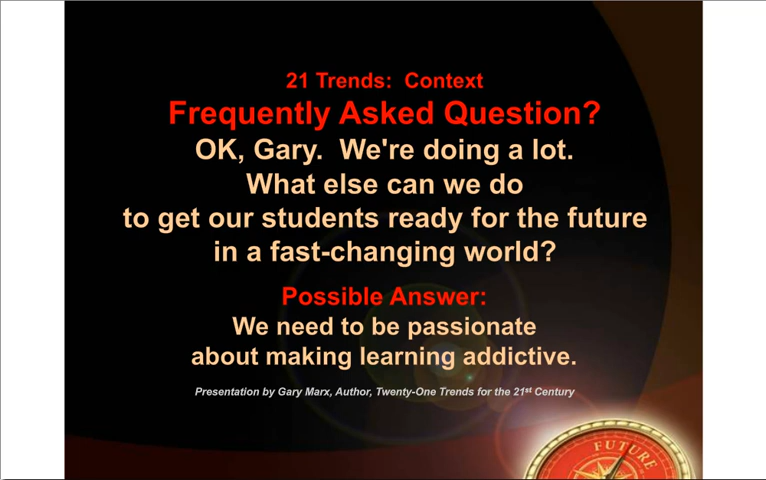 21 Trends:  Context
Frequently Asked Question?
OK, Gary.  We're doing a lot.
What else can we do
to get our students ready for the future
in a fast-changing world?
Possible Answer:
We need to be passionate
about making learning addictive.
Presentation by Gary Marx, Author, Twenty-One Trends for the 21st Century
FUTURE